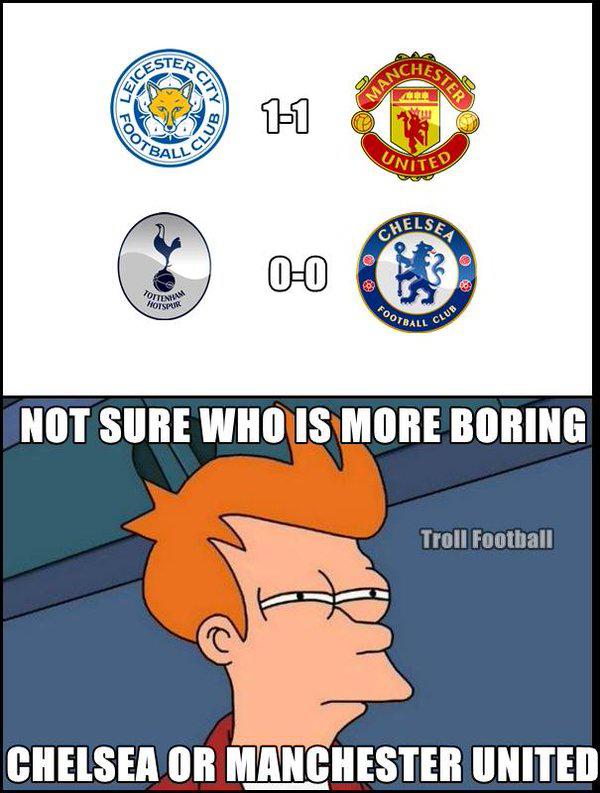 LEICESTER CITY
FOOTBALL CLUB
1-1
MANCHESTER
UNITED
TOTTENHAM
HOTSPUR
0-0
CHELSEA
FOOTBALL CLUB
NOT SURE WHO IS MORE BORING
Troll Football
CHELSEA OR MANCHESTER UNITED